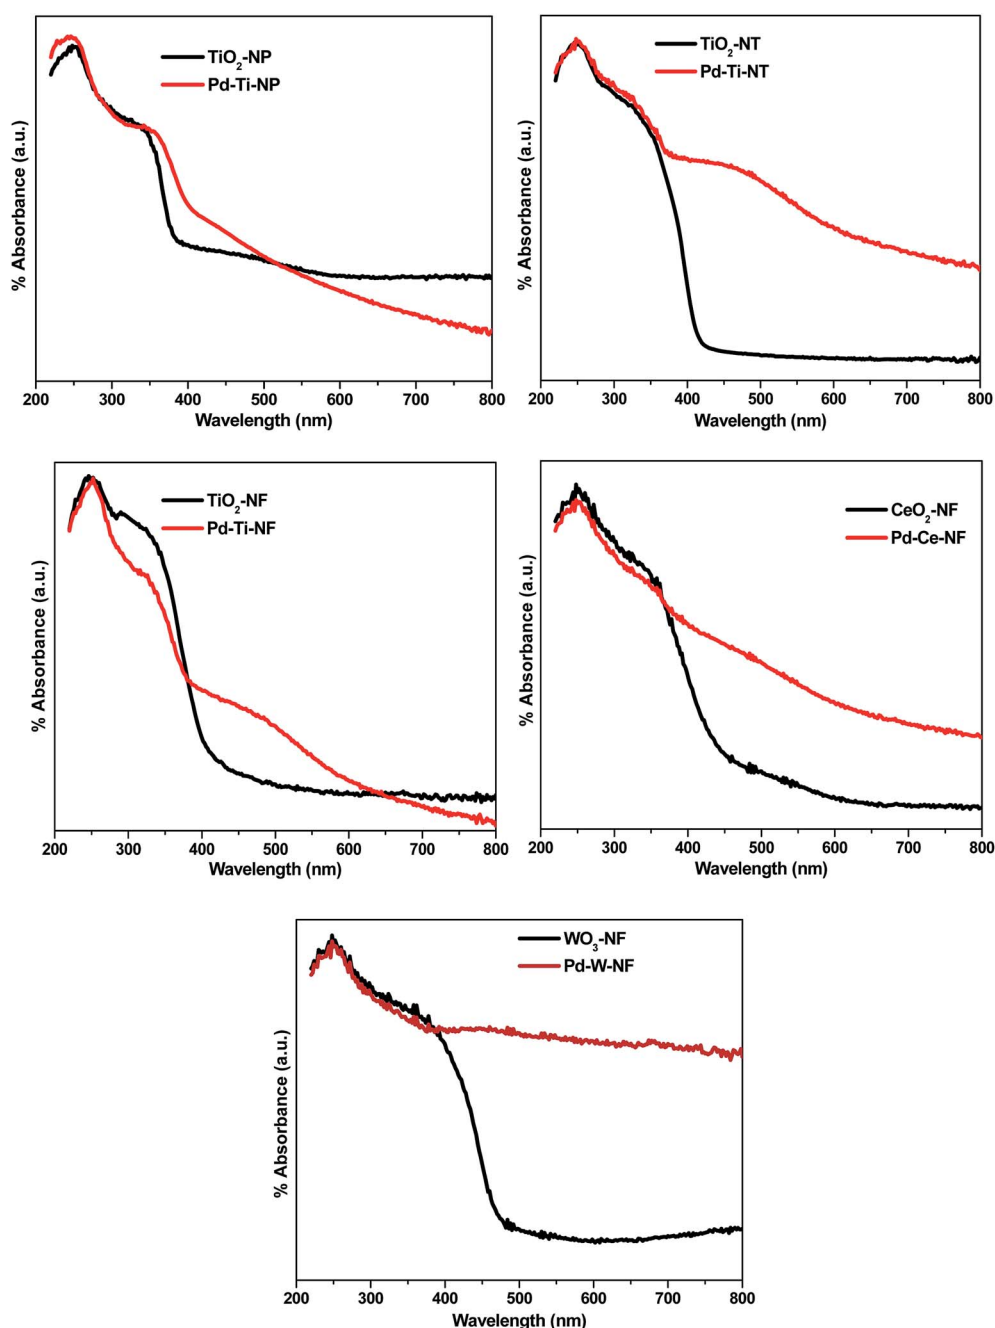 TiO2-NP
Pd-Ti-NP
% Absorbance (a.u.)
200 300 400 500 600 700 800
Wavelength (nm)
TiO2-NT
Pd-Ti-NT
% Absorbance (a.u.)
200 300 400 500 600 700 800
Wavelength (nm)
TiO2-NF
Pd-Ti-NF
% Absorbance (a.u.)
200 300 400 500 600 700 800
Wavelength (nm)
CeO2-NF
Pd-Ce-NF
% Absorbance (a.u.)
200 300 400 500 600 700 800
Wavelength (nm)
WO3-NF
Pd-W-NF
% Absorbance (a.u.)
200 300 400 500 600 700 800
Wavelength (nm)